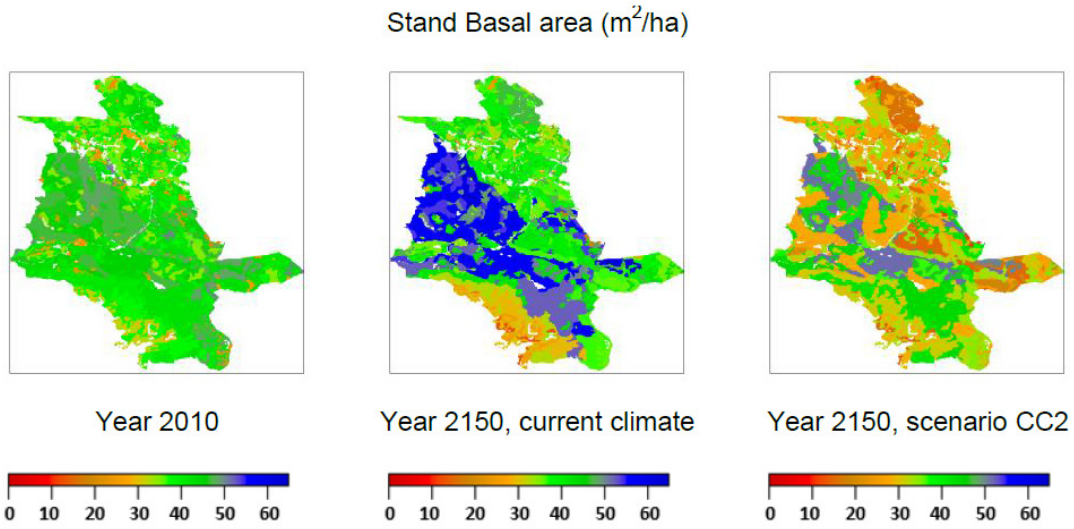 Stand Basal area (m²/ha)
Year 2010
Year 2150, current climate
Year 2150, scenario CC2
0 10 20 30 40 50 60
0 10 20 30 40 50 60
0 10 20 30 40 50 60